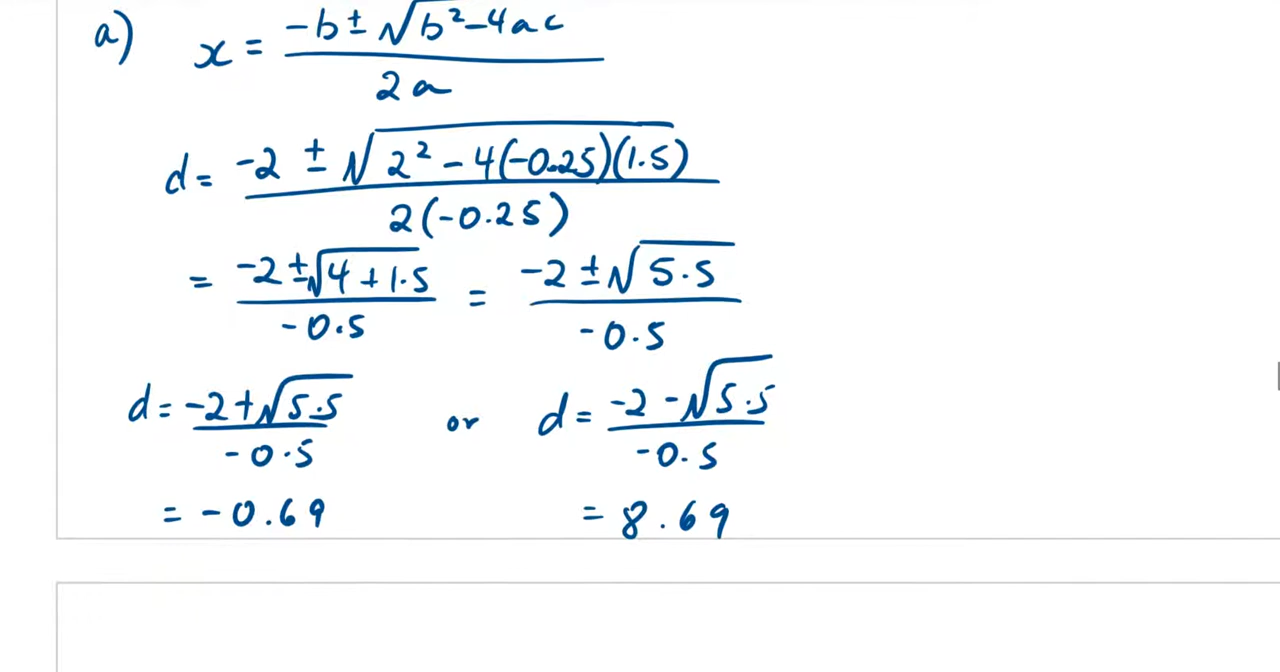 a) x = (-b ± √(b² - 4ac)) / 2a
d = (-2 ± √(2² - 4(-0.25)(1.5))) / 2(-0.25)
= (-2 ± √(4 + 1.5)) / -0.5 = (-2 ± √5.5) / -0.5
d = (-2 + √5.5) / -0.5 or d = (-2 - √5.5) / -0.5
= -0.69 = 8.69